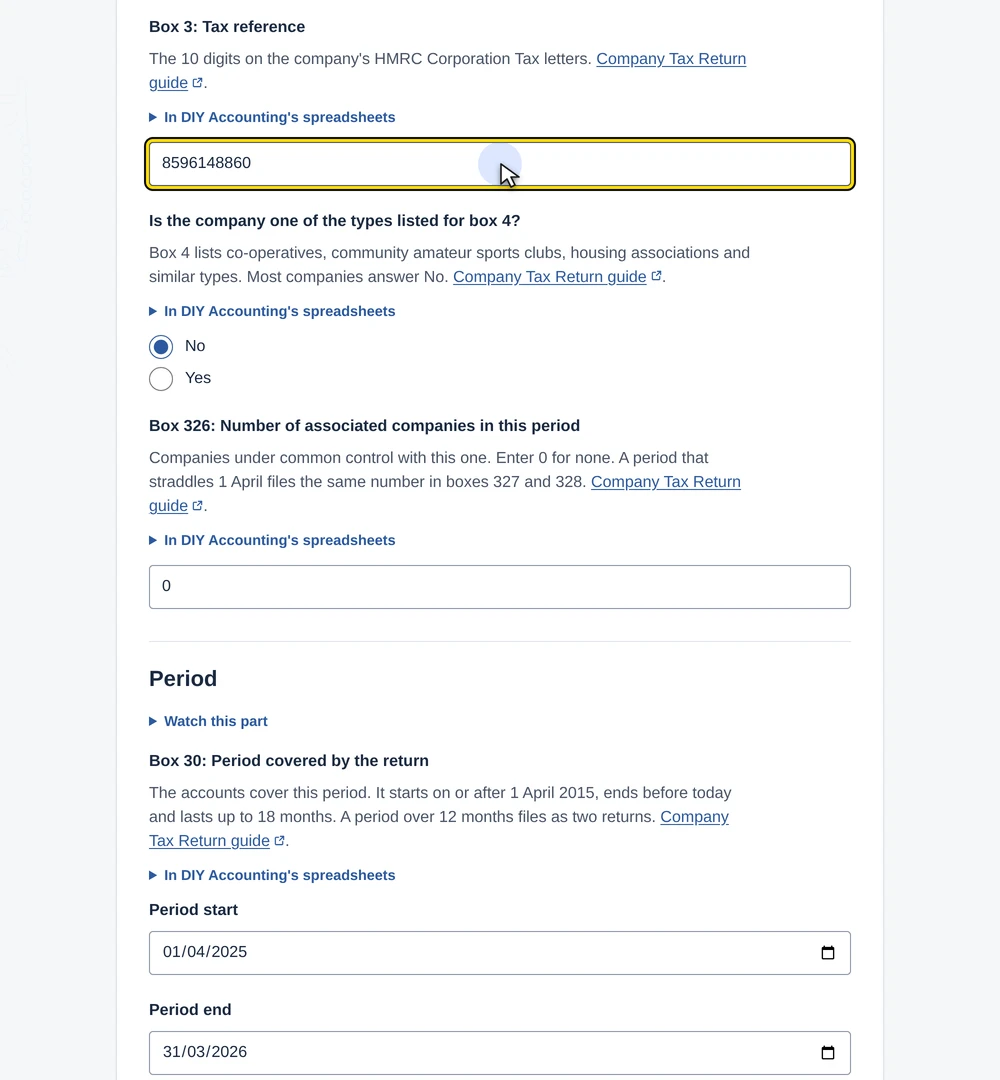 Box 3: Tax reference
The 10 digits on the company's HMRC Corporation Tax letters. Company Tax Return
guide.
In DIY Accounting's spreadsheets
8596148860
Is the company one of the types listed for box 4?
Box 4 lists co-operatives, community amateur sports clubs, housing associations and
similar types. Most companies answer No. Company Tax Return guide.
In DIY Accounting's spreadsheets
No
Yes
Box 326: Number of associated companies in this period
Companies under common control with this one. Enter 0 for none. A period that
straddles 1 April files the same number in boxes 327 and 328. Company Tax Return
guide.
In DIY Accounting's spreadsheets
0
Period
Watch this part
Box 30: Period covered by the return
The accounts cover this period. It starts on or after 1 April 2015, ends before today
and lasts up to 18 months. A period over 12 months files as two returns. Company
Tax Return guide.
In DIY Accounting's spreadsheets
Period start
01/04/2025
Period end
31/03/2026